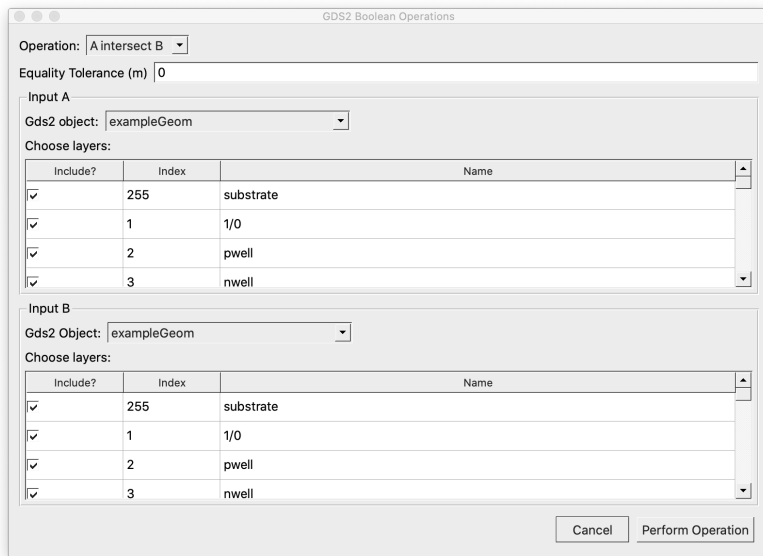 GDS2 Boolean Operations
Operation: A intersect B
Equality Tolerance (m) 0
Input A
Gds2 object: exampleGeom
Choose layers:
Include? Index Name
255 substrate
1 1/0
2 pwell
3 nwell
Input B
Gds2 Object: exampleGeom
Choose layers:
Include? Index Name
255 substrate
1 1/0
2 pwell
3 nwell
Cancel Perform Operation